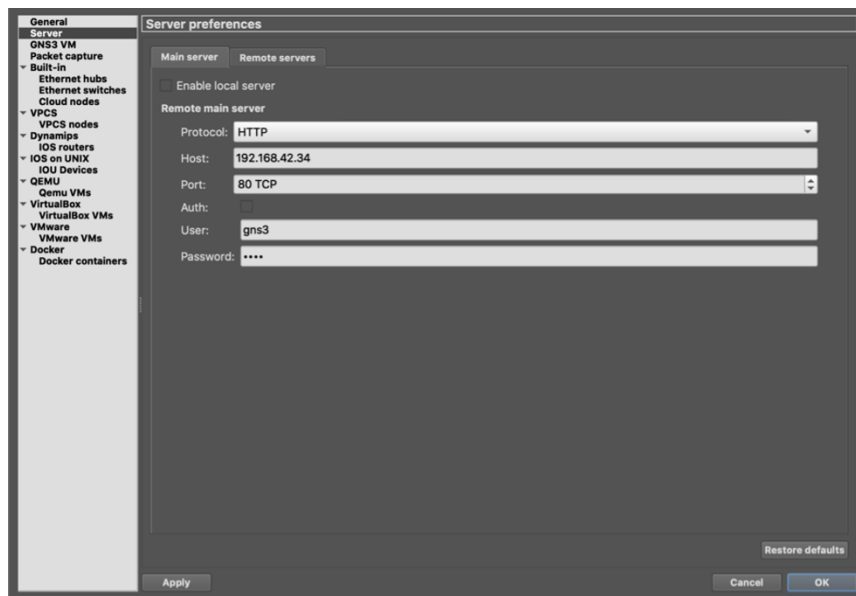 General
Server
GNS3 VM
Packet capture
Built-in
Ethernet hubs
Ethernet switches
Cloud nodes
VPCS
VPCS nodes
Dynamips
IOS routers
IOS on UNIX
IOU Devices
QEMU
Qemu VMs
VirtualBox
VirtualBox VMs
VMware
VMware VMs
Docker
Docker containers
Server preferences
Main server Remote servers
Enable local server
Remote main server
Protocol: HTTP
Host: 192.168.42.34
Port: 80 TCP
Auth:
User: gns3
Password: ••••
Restore defaults
Apply Cancel OK